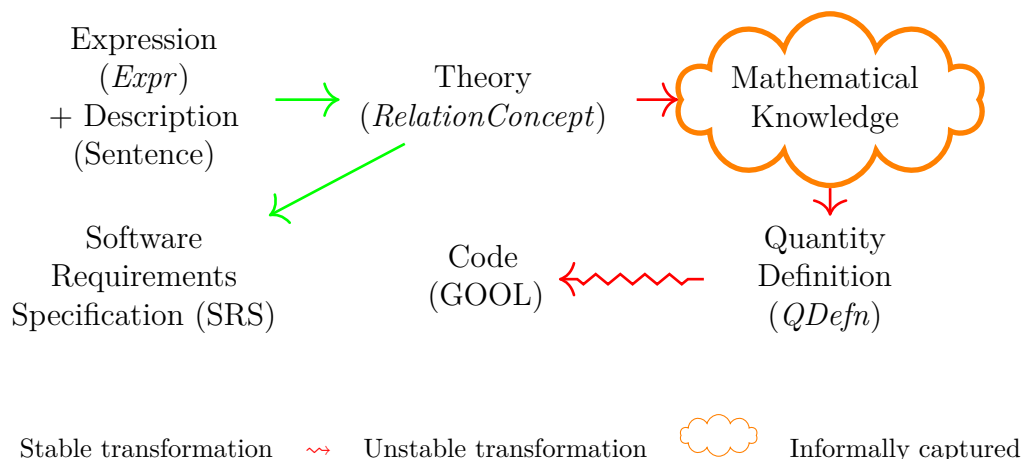 Expression
(Expr)
+ Description
(Sentence)
Theory
(RelationConcept)
Mathematical
Knowledge
Software
Requirements
Specification (SRS)
Code
(GOOL)
Quantity
Definition
(QDefn)
Stable transformation
Unstable transformation
Informally captured